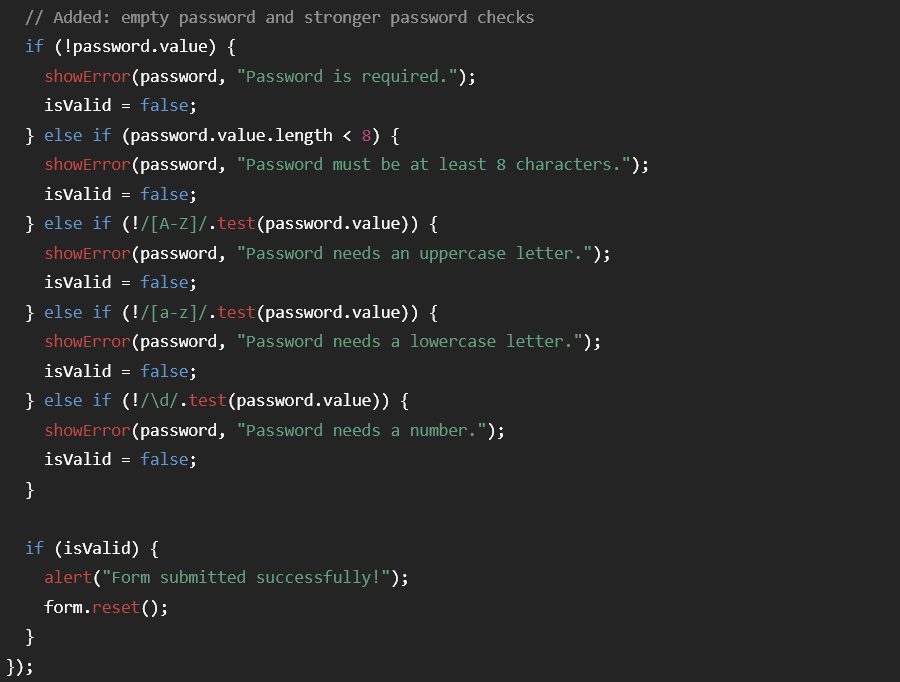 // Added: empty password and stronger password checks
if (!password.value) {
showError(password, "Password is required.");
isValid = false;
} else if (password.value.length < 8) {
showError(password, "Password must be at least 8 characters.");
isValid = false;
} else if (!/[A-Z]/.test(password.value)) {
showError(password, "Password needs an uppercase letter.");
isValid = false;
} else if (!/[a-z]/.test(password.value)) {
showError(password, "Password needs a lowercase letter.");
isValid = false;
} else if (!/\d/.test(password.value)) {
showError(password, "Password needs a number.");
isValid = false;
}
if (isValid) {
alert("Form submitted successfully!");
form.reset();
}
});